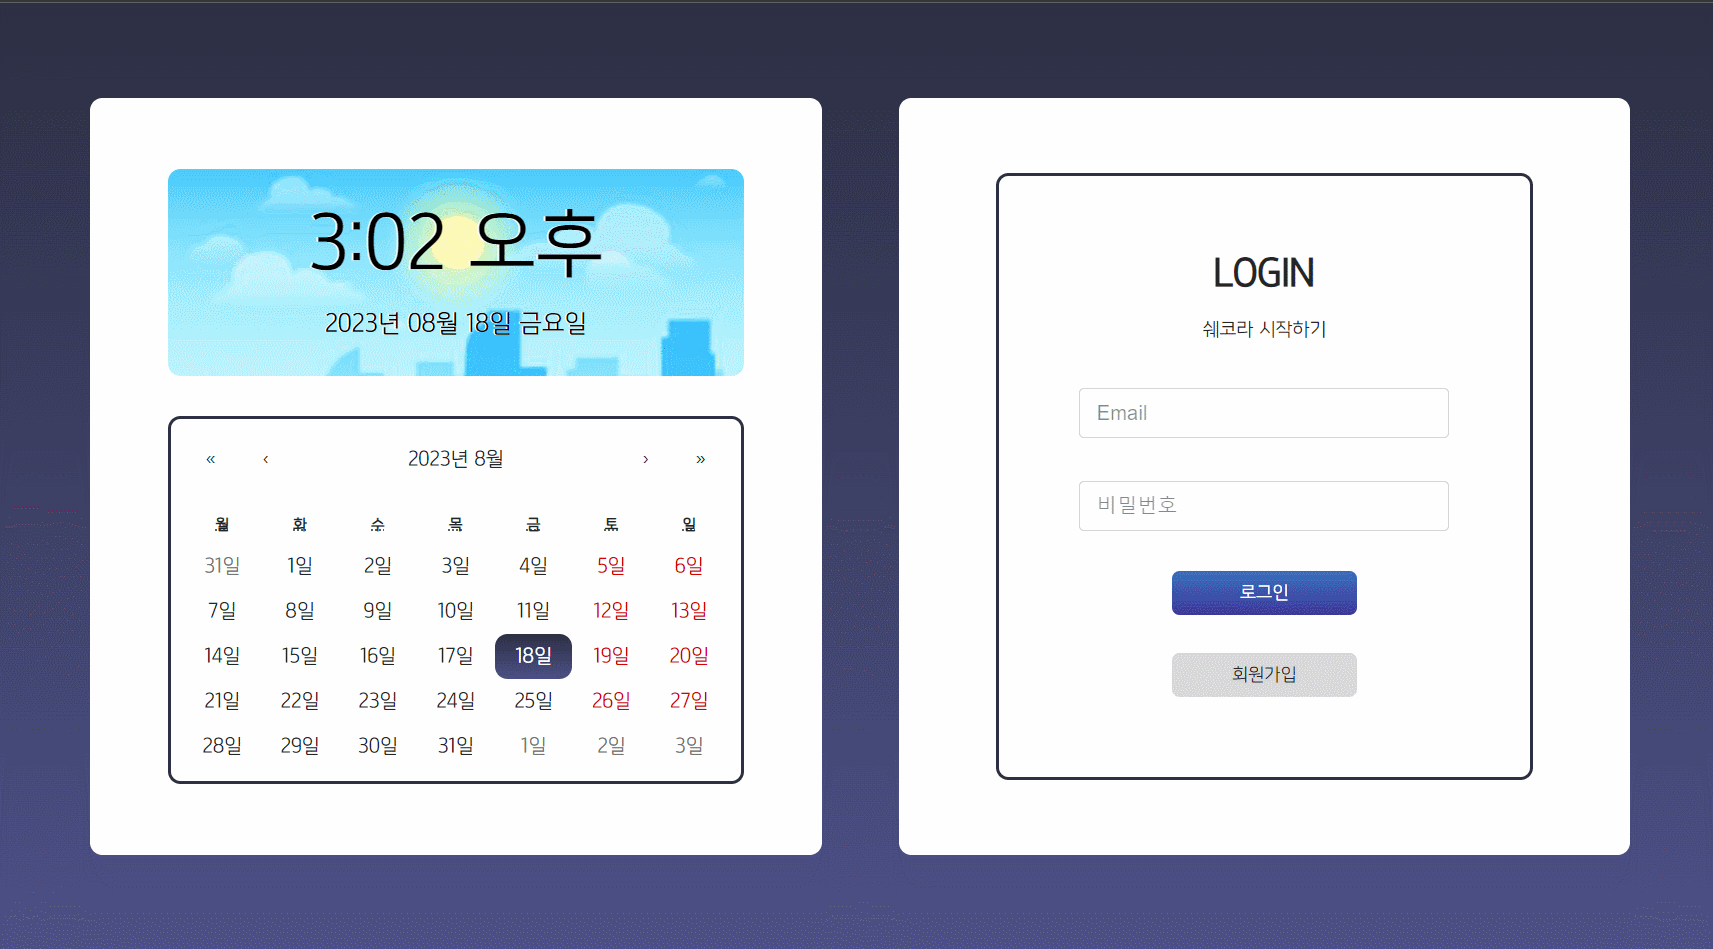 3:02 오후
2023년 08월 18일 금요일
« ‹ 2023년 8월 › »
월 화 수 목 금 토 일
31일 1일 2일 3일 4일 5일 6일
7일 8일 9일 10일 11일 12일 13일
14일 15일 16일 17일 18일 19일 20일
21일 22일 23일 24일 25일 26일 27일
28일 29일 30일 31일 1일 2일 3일
LOGIN
쉐코라 시작하기
Email
비밀번호
로그인
회원가입